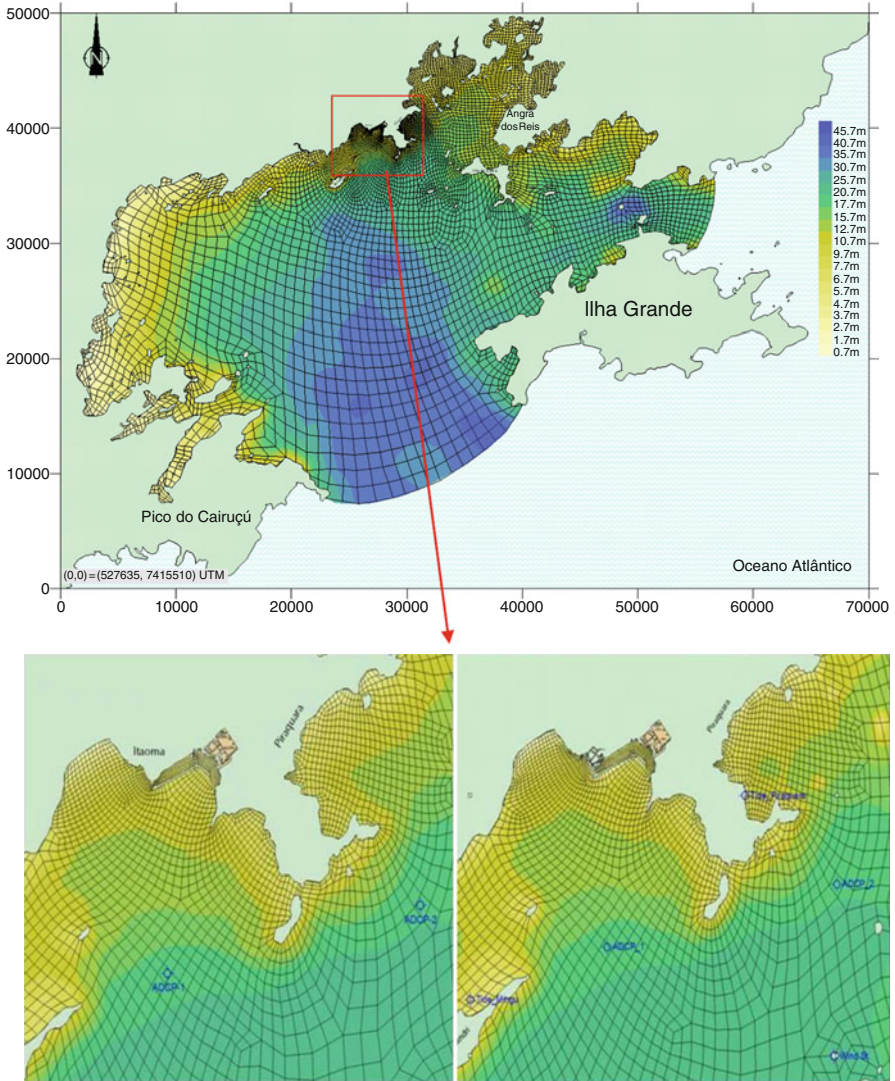 50000
40000
30000
20000
10000
0
N
Angra
dos Reis
Ilha Grande
Pico do Cairuçú
Oceano Atlântico
(0,0)=(527635, 7415510) UTM
45.7m
40.7m
35.7m
30.7m
25.7m
20.7m
17.7m
15.7m
12.7m
10.7m
9.7m
7.7m
6.7m
5.7m
4.7m
3.7m
2.7m
1.7m
0.7m
0
10000
20000
30000
40000
50000
60000
70000
Itaorna
Piraquara
ADCP-2
ADCP-1
Piraquara
ADCP_2
ADCP_1